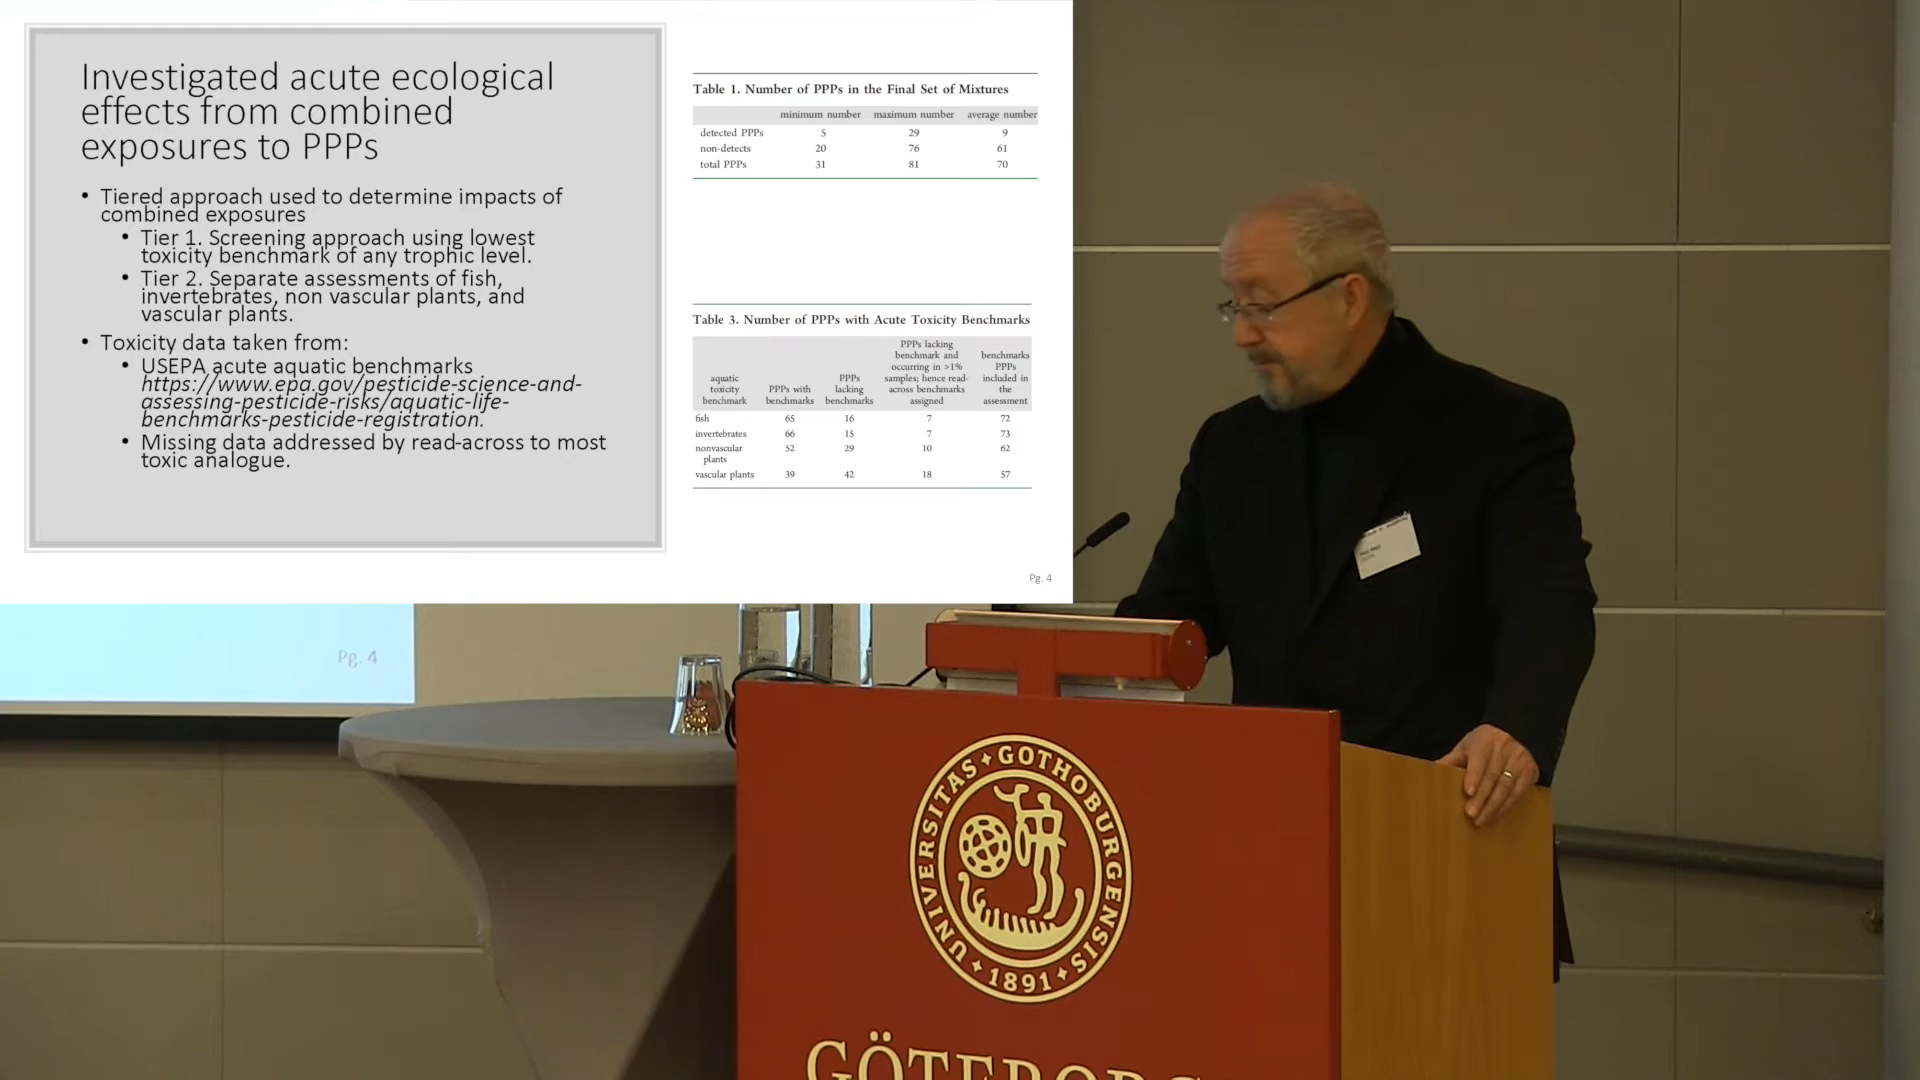 Investigated acute ecological
effects from combined
exposures to PPPs
• Tiered approach used to determine impacts of
combined exposures
• Tier 1. Screening approach using lowest
toxicity benchmark of any trophic level.
• Tier 2. Separate assessments of fish,
invertebrates, non vascular plants, and
vascular plants.
• Toxicity data taken from:
• USEPA acute aquatic benchmarks
https://www.epa.gov/pesticide-science-and-
assessing-pesticide-risks/aquatic-life-
benchmarks-pesticide-registration.
• Missing data addressed by read-across to most
toxic analogue.
Table 1. Number of PPPs in the Final Set of Mixtures
minimum number maximum number average number
detected PPPs 5 29 9
non-detects 20 76 61
total PPPs 31 81 70
Table 3. Number of PPPs with Acute Toxicity Benchmarks
aquatic
toxicity
benchmark
PPPs with
benchmarks
PPPs
lacking
benchmarks
PPPs lacking
benchmark and
occurring in >1%
samples; hence read-
across benchmarks
assigned
benchmarks
PPPs
included in
the
assessment
fish 65 16 7 72
invertebrates 66 15 7 73
nonvascular
plants 52 29 10 62
vascular plants 39 42 18 57
Pg. 4
Pg. 4
UNIVERSITAS GOTHOBURGENSIS
1891
GÖTEBORGS